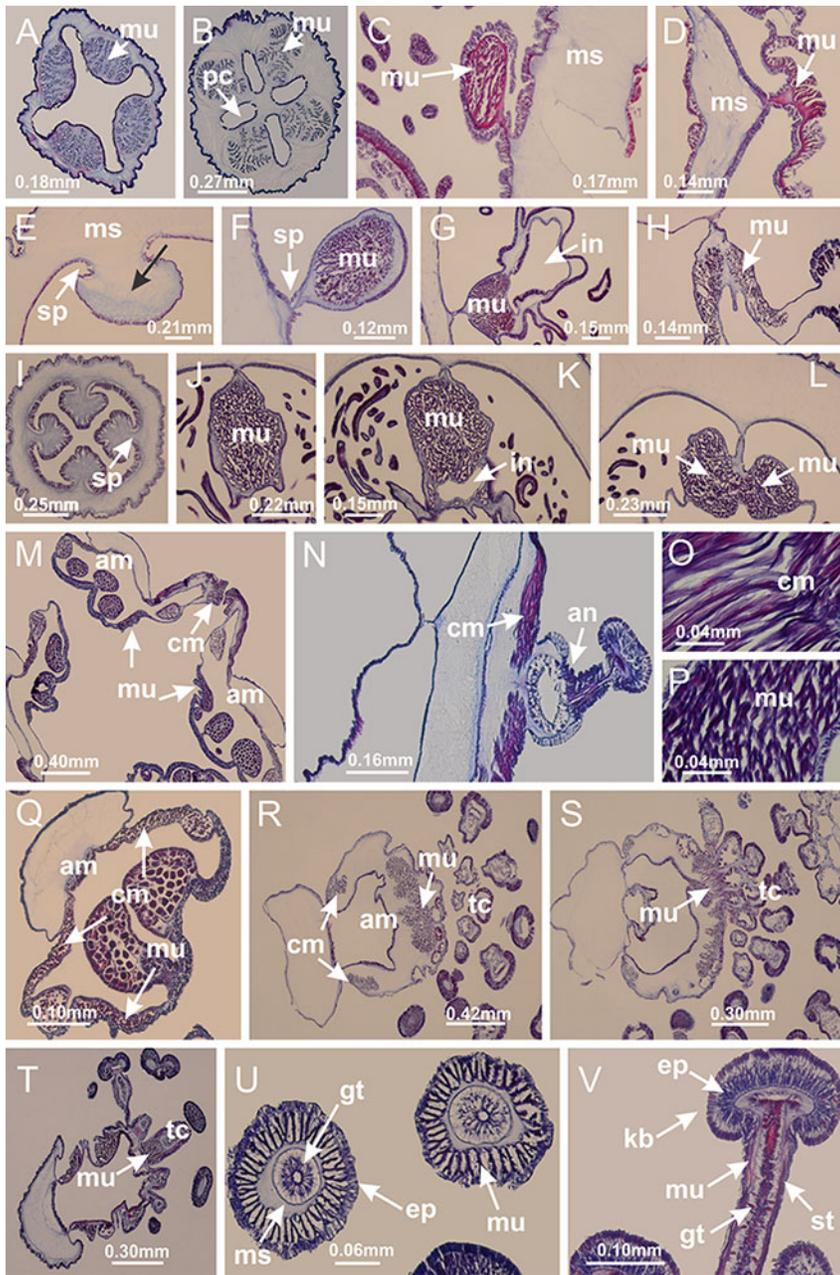 A
mu
0.18mm
B
mu
pc
0.27mm
C
mu
ms
0.17mm
D
mu
ms
0.14mm
E
ms
sp
0.21mm
F
sp
mu
0.12mm
G
in
mu
0.15mm
H
mu
0.14mm
I
sp
0.25mm
J
mu
0.22mm
K
mu
in
0.15mm
L
mu
mu
0.23mm
M
am
cm
mu
am
0.40mm
N
cm
an
0.16mm
O
cm
0.04mm
P
mu
0.04mm
Q
am
cm
mu
0.10mm
R
mu
am
tc
cm
0.42mm
S
mu
tc
0.30mm
T
tc
mu
0.30mm
U
gt
ep
ms
mu
0.06mm
V
ep
kb
mu
gt
st
0.10mm